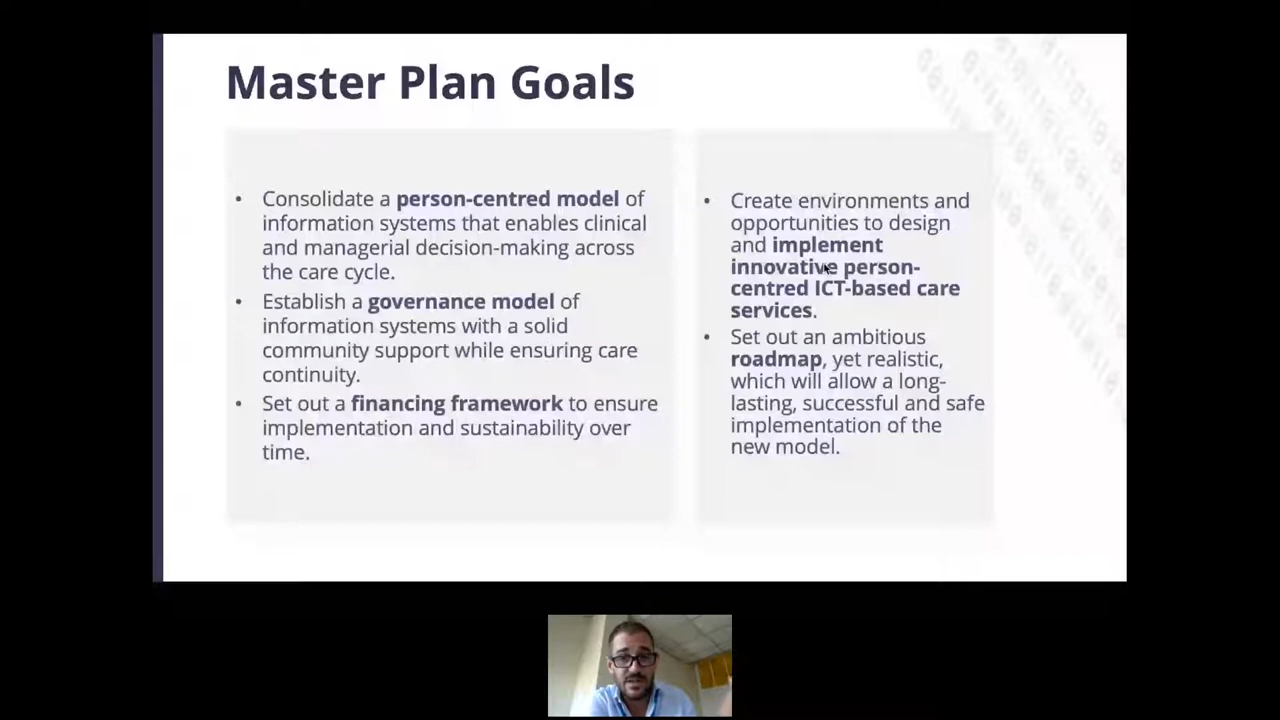 Master Plan Goals
• Consolidate a person-centred model of
information systems that enables clinical
and managerial decision-making across
the care cycle.
• Establish a governance model of
information systems with a solid
community support while ensuring care
continuity.
• Set out a financing framework to ensure
implementation and sustainability over
time.
• Create environments and
opportunities to design
and implement
innovative person-
centred ICT-based care
services.
• Set out an ambitious
roadmap, yet realistic,
which will allow a long-
lasting, successful and safe
implementation of the
new model.